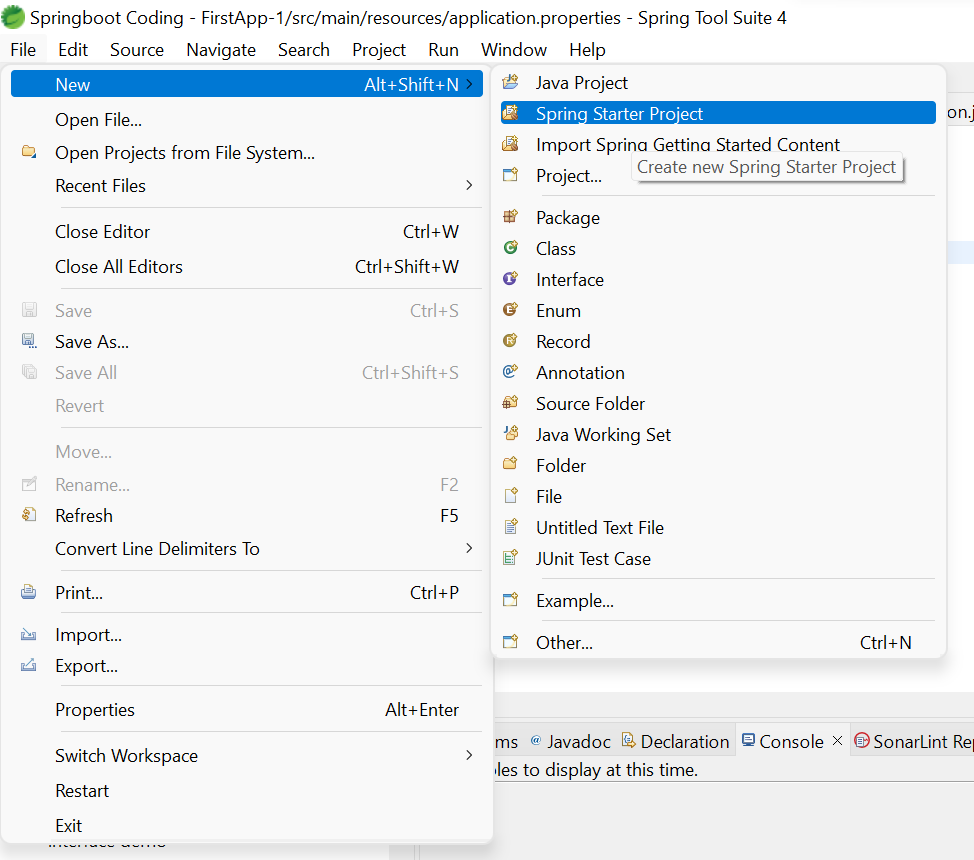 Springboot Coding - FirstApp-1/src/main/resources/application.properties - Spring Tool Suite 4
File Edit Source Navigate Search Project Run Window Help
New Alt+Shift+N
Open File...
Open Projects from File System...
Recent Files
Close Editor Ctrl+W
Close All Editors Ctrl+Shift+W
Save Ctrl+S
Save As...
Save All Ctrl+Shift+S
Revert
Move...
Rename... F2
Refresh F5
Convert Line Delimiters To
Print... Ctrl+P
Import...
Export...
Properties Alt+Enter
Switch Workspace
Restart
Exit
Java Project
Spring Starter Project
Import Spring Getting Started Content
Create new Spring Starter Project
Project...
Package
Class
Interface
Enum
Record
Annotation
Source Folder
Java Working Set
Folder
File
Untitled Text File
JUnit Test Case
Example...
Other... Ctrl+N
on.j
ms @ Javadoc Declaration Console SonarLint Rep
les to display at this time.